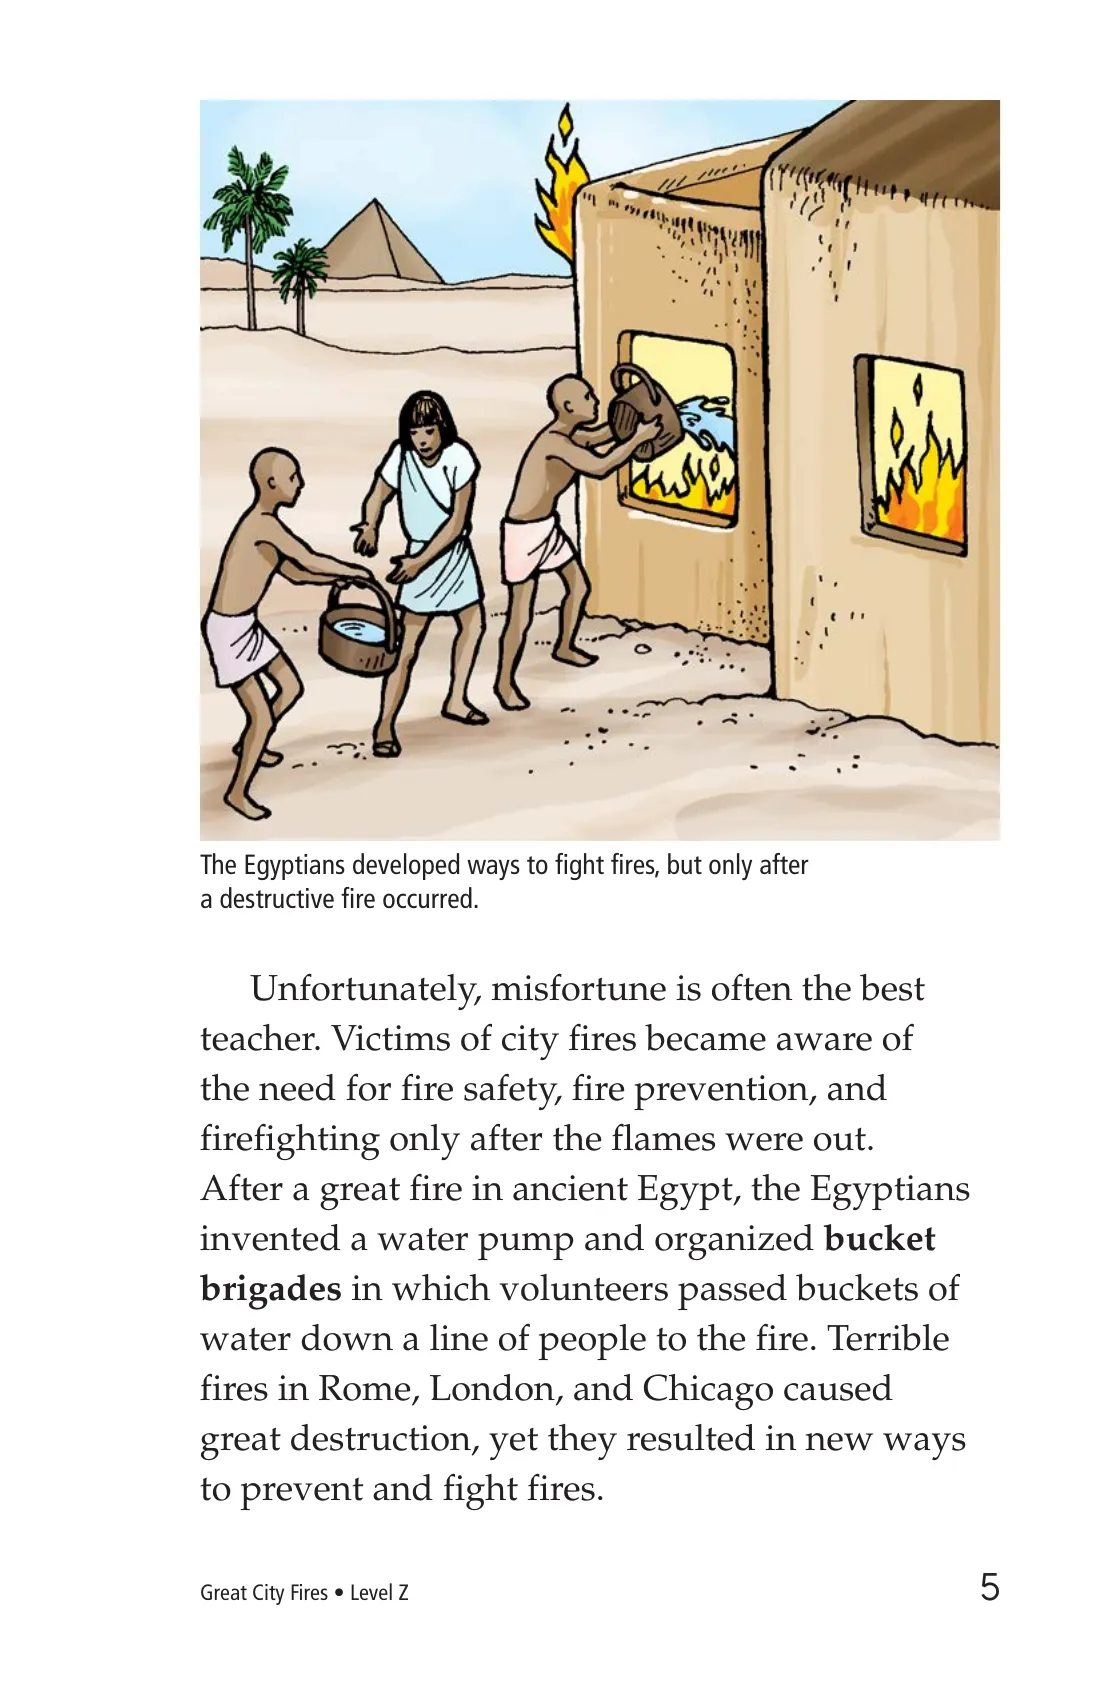 The Egyptians developed ways to fight fires, but only after
a destructive fire occurred.
Unfortunately, misfortune is often the best
teacher. Victims of city fires became aware of
the need for fire safety, fire prevention, and
firefighting only after the flames were out.
After a great fire in ancient Egypt, the Egyptians
invented a water pump and organized bucket
brigades in which volunteers passed buckets of
water down a line of people to the fire. Terrible
fires in Rome, London, and Chicago caused
great destruction, yet they resulted in new ways
to prevent and fight fires.
Great City Fires • Level Z
5